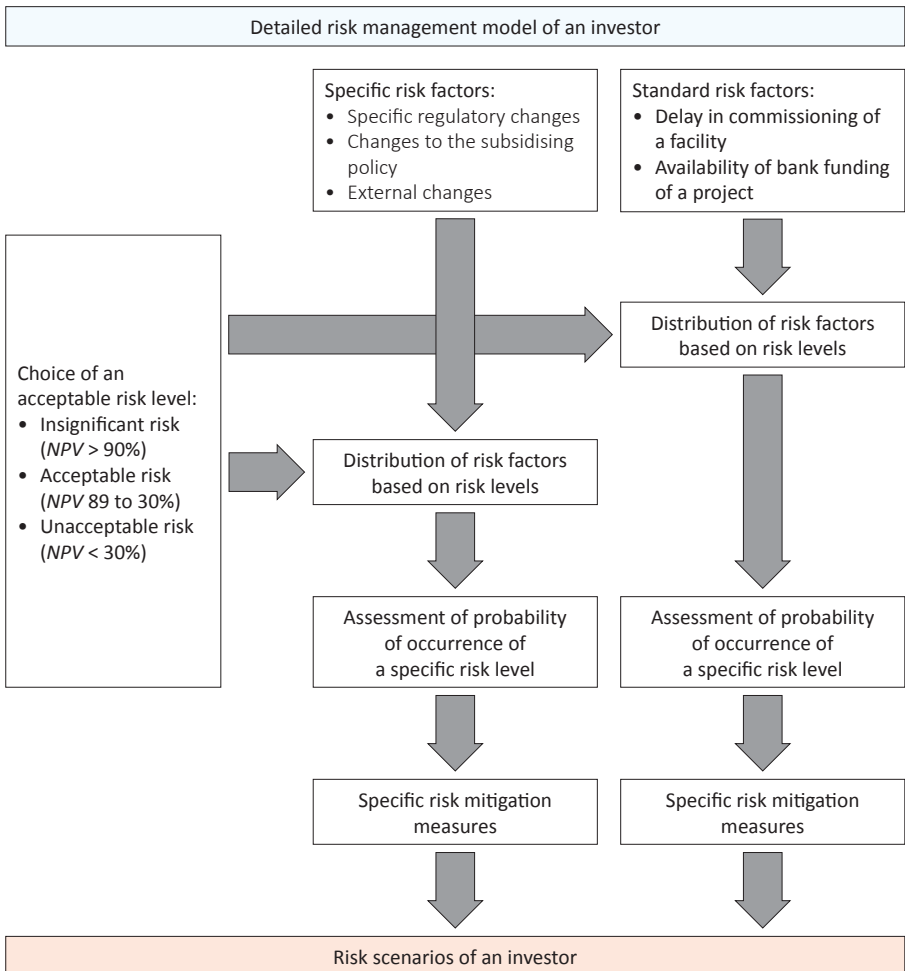 Detailed risk management model of an investor
Specific risk factors:
• Specific regulatory changes
• Changes to the subsidising
policy
• External changes
Standard risk factors:
• Delay in commissioning of
a facility
• Availability of bank funding
of a project
Choice of an
acceptable risk level:
• Insignificant risk
(NPV > 90%)
• Acceptable risk
(NPV 89 to 30%)
• Unacceptable risk
(NPV < 30%)
Distribution of risk factors
based on risk levels
Distribution of risk factors
based on risk levels
Assessment of probability
of occurrence of
a specific risk level
Assessment of probability
of occurrence of
a specific risk level
Specific risk mitigation
measures
Specific risk mitigation
measures
Risk scenarios of an investor